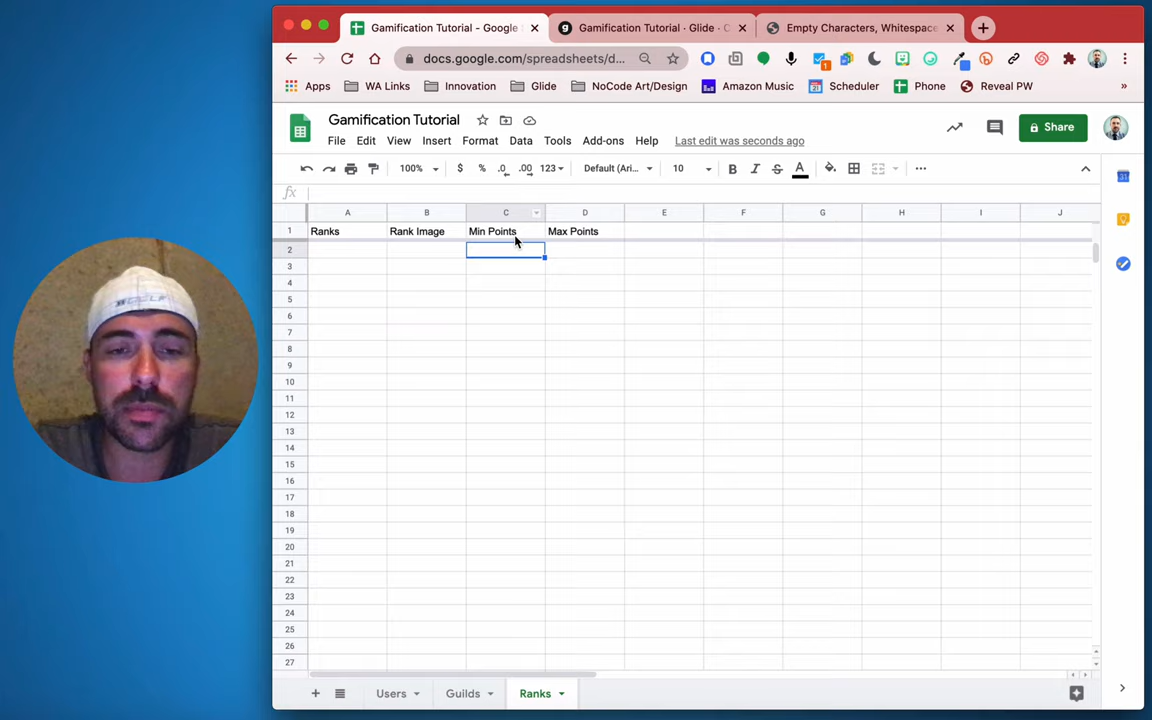 Gamification Tutorial - Google
Gamification Tutorial · Glide · C
Empty Characters, Whitespace
docs.google.com/spreadsheets/d...
1
Apps
WA Links
Innovation
Glide
NoCode Art/Design
Amazon Music
Scheduler
Phone
Reveal PW
»
Gamification Tutorial
Share
File
Edit
View
Insert
Format
Data
Tools
Add-ons
Help
Last edit was seconds ago
100%
$
%
.0
.00
123
Default (Ari...
10
B
I
S
A
fx
A
B
C
D
E
F
G
H
I
J
1
Ranks
Rank Image
Min Points
Max Points
2
3
4
5
6
7
8
9
10
11
12
13
14
15
16
17
18
19
20
21
22
23
24
25
26
27
Users
Guilds
Ranks